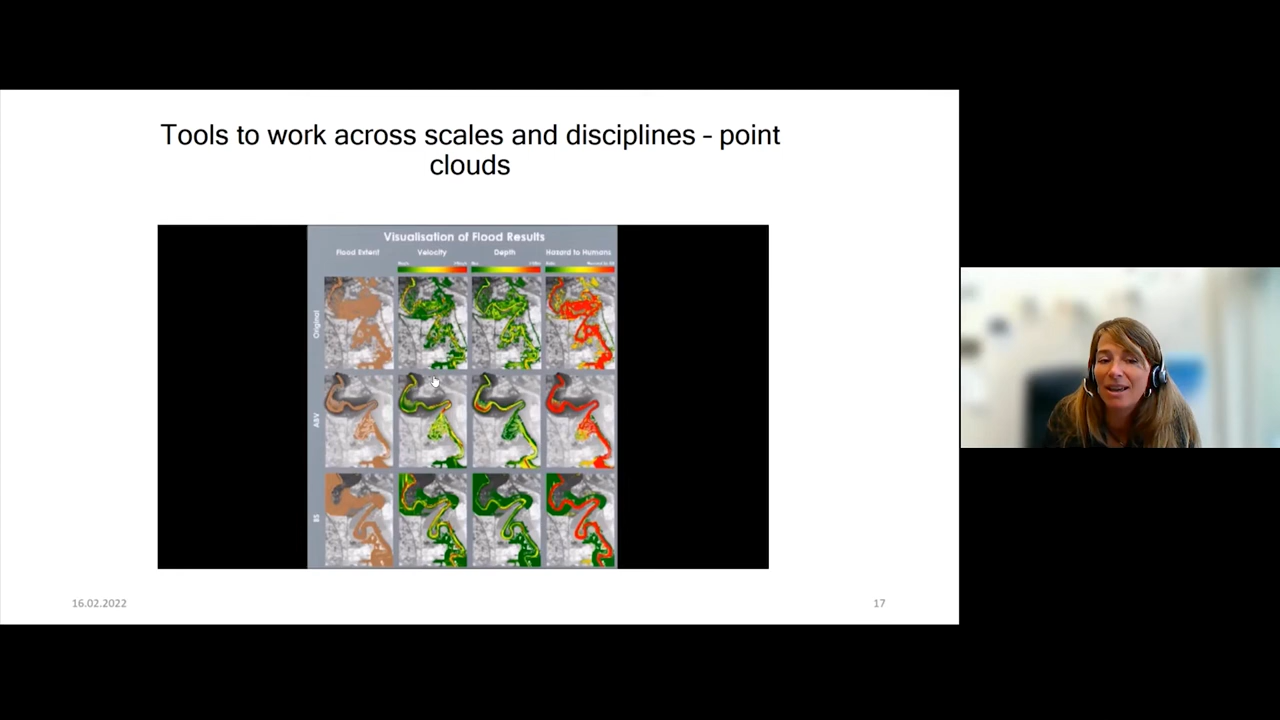 Tools to work across scales and disciplines – point
clouds
Visualisation of Flood Results
Flood Extent
Velocity
Depth
Hazard to Humans
Original
BS
16.02.2022
17